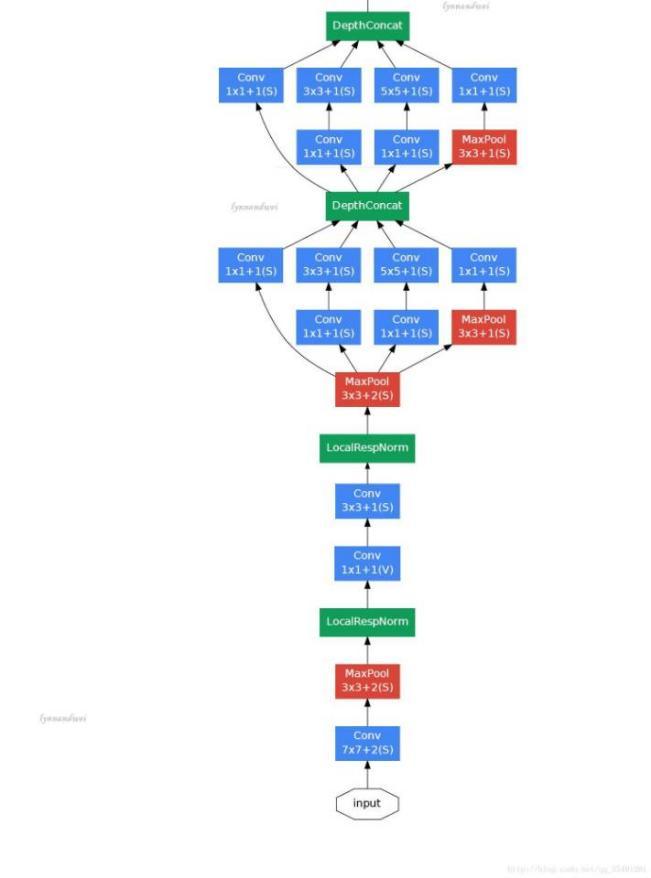 lynnandwei
DepthConcat
Conv
1x1+1(S)
Conv
3x3+1(S)
Conv
5x5+1(S)
Conv
1x1+1(S)
Conv
1x1+1(S)
Conv
1x1+1(S)
MaxPool
3x3+1(S)
lynnandwei
DepthConcat
Conv
1x1+1(S)
Conv
3x3+1(S)
Conv
5x5+1(S)
Conv
1x1+1(S)
Conv
1x1+1(S)
Conv
1x1+1(S)
MaxPool
3x3+1(S)
MaxPool
3x3+2(S)
LocalRespNorm
Conv
3x3+1(S)
Conv
1x1+1(V)
LocalRespNorm
MaxPool
3x3+2(S)
lynnandwei
Conv
7x7+2(S)
input